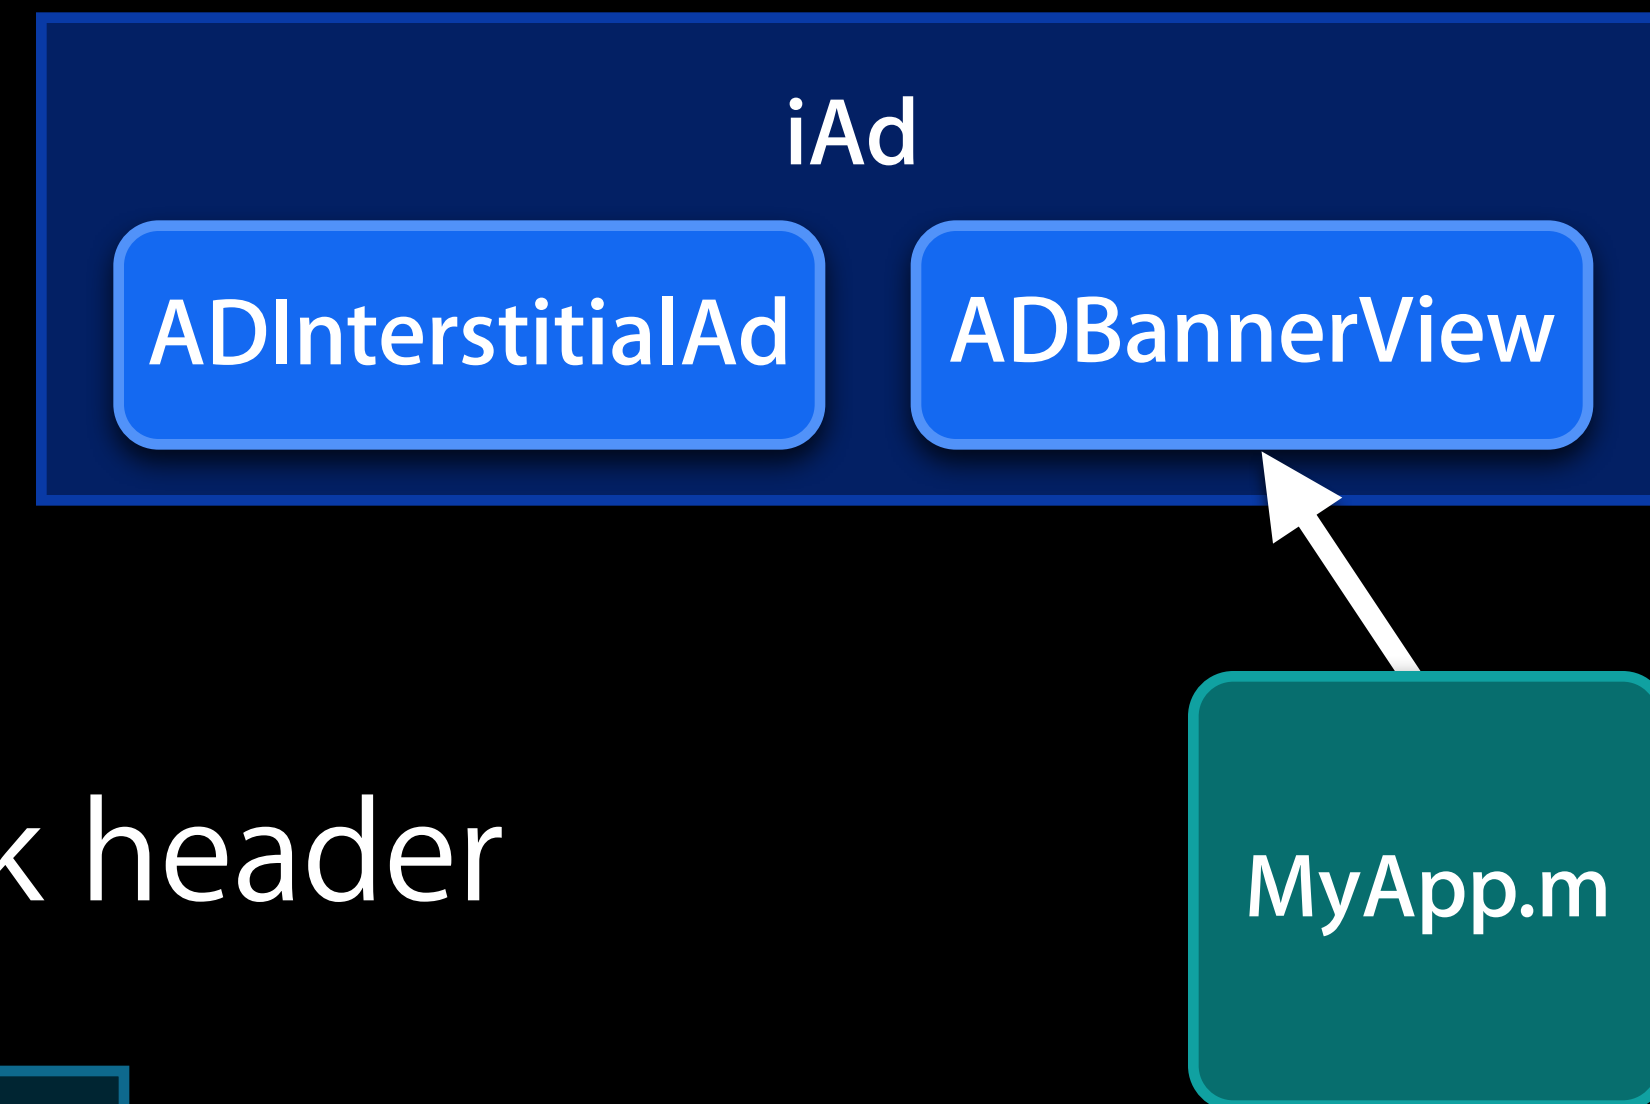 iAd
ADInterstitialAd
ADBannerView
header
MyApp.m